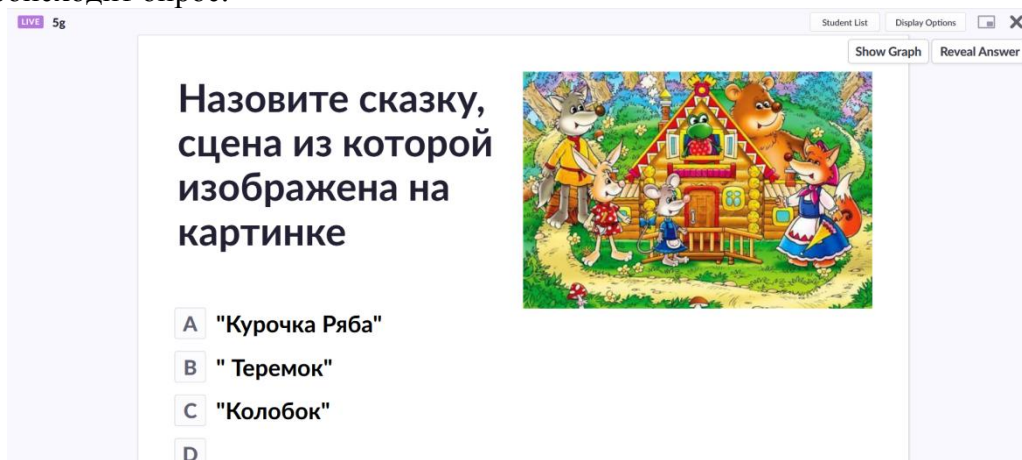 LIVE 5g
Student List Display Options
Show Graph Reveal Answer
Назовите сказку,
сцена из которой
изображена на
картинке
A "Курочка Ряба"
B " Теремок"
C "Колобок"
D